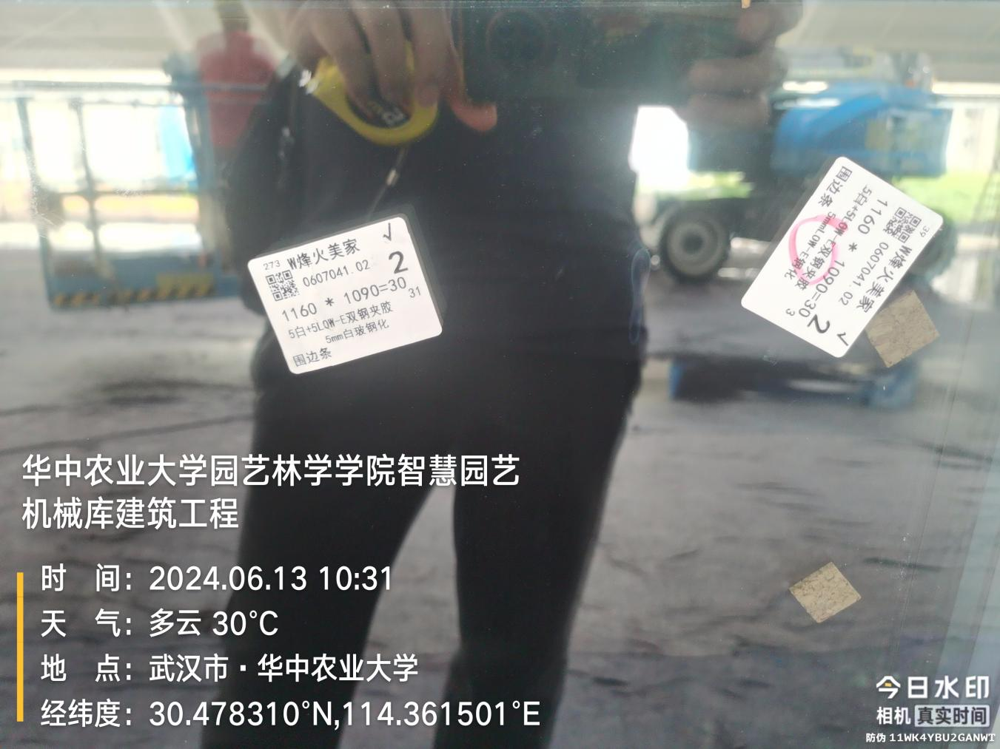 273 W烽火美家 √
0607041.02 2
1160 * 1090=30
31
5白+5LOW-E双钢夹胶
5mm白玻钢化
围边条
39
W烽火美家
0607041.02
1160 * 1090=30
2 √
3
5白+5LOW-E双钢夹胶
5mmLOW-E钢化
围边条
华中农业大学园艺林学学院智慧园艺
机械库建筑工程
时 间：2024.06.13 10:31
天 气：多云 30°C
地 点：武汉市·华中农业大学
经纬度：30.478310°N,114.361501°E
今日水印
相机 真实时间
防伪 11WK4YBU2GANWT